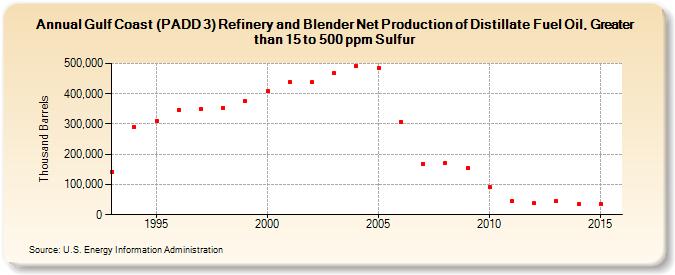 Annual Gulf Coast (PADD 3) Refinery and Blender Net Production of Distillate Fuel Oil, Greater
than 15 to 500 ppm Sulfur
Thousand Barrels
500,000
400,000
300,000
200,000
100,000
0
1995
2000
2005
2010
2015
Source: U.S. Energy Information Administration